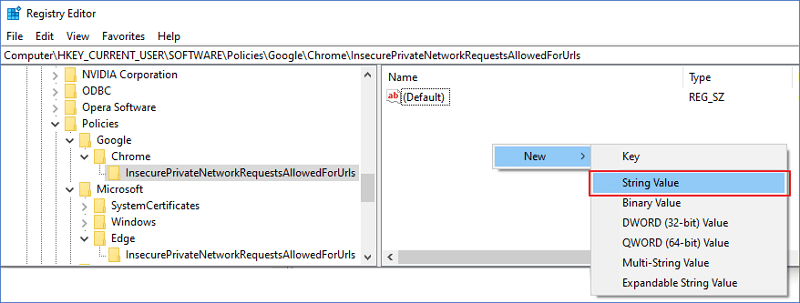 Registry Editor
File Edit View Favorites Help
Computer\HKEY_CURRENT_USER\SOFTWARE\Policies\Google\Chrome\InsecurePrivateNetworkRequestsAllowedForUrls
NVIDIA Corporation
ODBC
Opera Software
Policies
Google
Chrome
InsecurePrivateNetworkRequestsAllowedForUrls
Microsoft
SystemCertificates
Windows
Edge
InsecurePrivateNetworkRequestsAllowedForUrls
Name Type
ab (Default) REG_SZ
New
Key
String Value
Binary Value
DWORD (32-bit) Value
QWORD (64-bit) Value
Multi-String Value
Expandable String Value